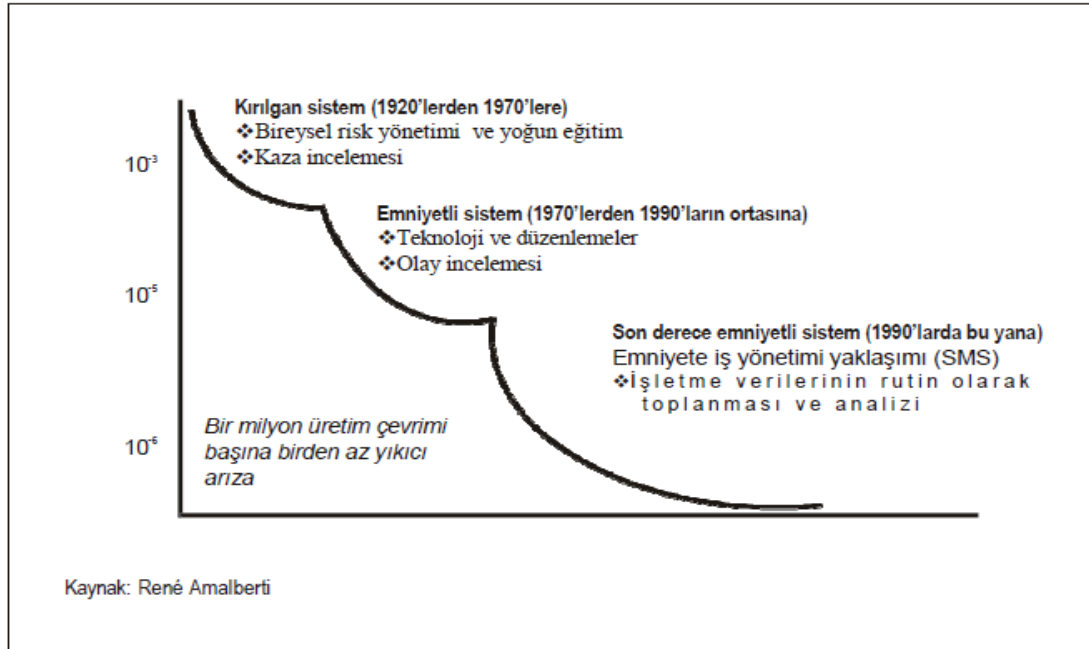 Kırılgan sistem (1920'lerden 1970'lere)
❖Bireysel risk yönetimi ve yoğun eğitim
❖Kaza incelemesi
10⁻³
Emniyetli sistem (1970'lerden 1990'ların ortasına)
❖Teknoloji ve düzenlemeler
❖Olay incelemesi
10⁻⁵
Son derece emniyetli sistem (1990'larda bu yana)
Emniyete iş yönetimi yaklaşımı (SMS)
❖İşletme verilerinin rutin olarak
toplanması ve analizi
10⁻⁶
Bir milyon üretim çevrimi
başına birden az yıkıcı
arıza
Kaynak: René Amalberti